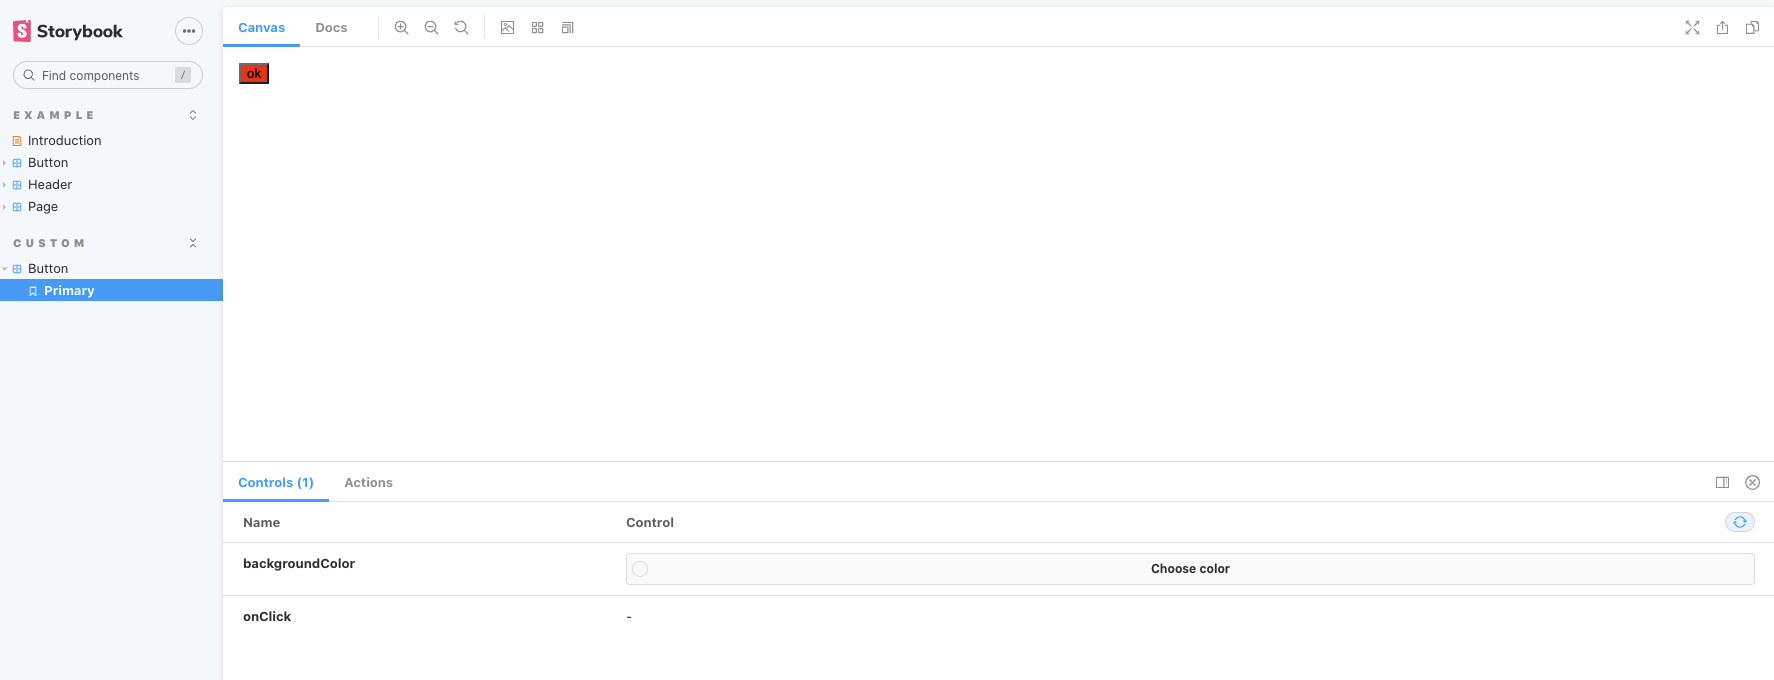 Storybook
Find components /
EXAMPLE
Introduction
Button
Header
Page
CUSTOM
Button
Primary
Canvas Docs
ok
Controls (1) Actions
Name Control
backgroundColor Choose color
onClick -